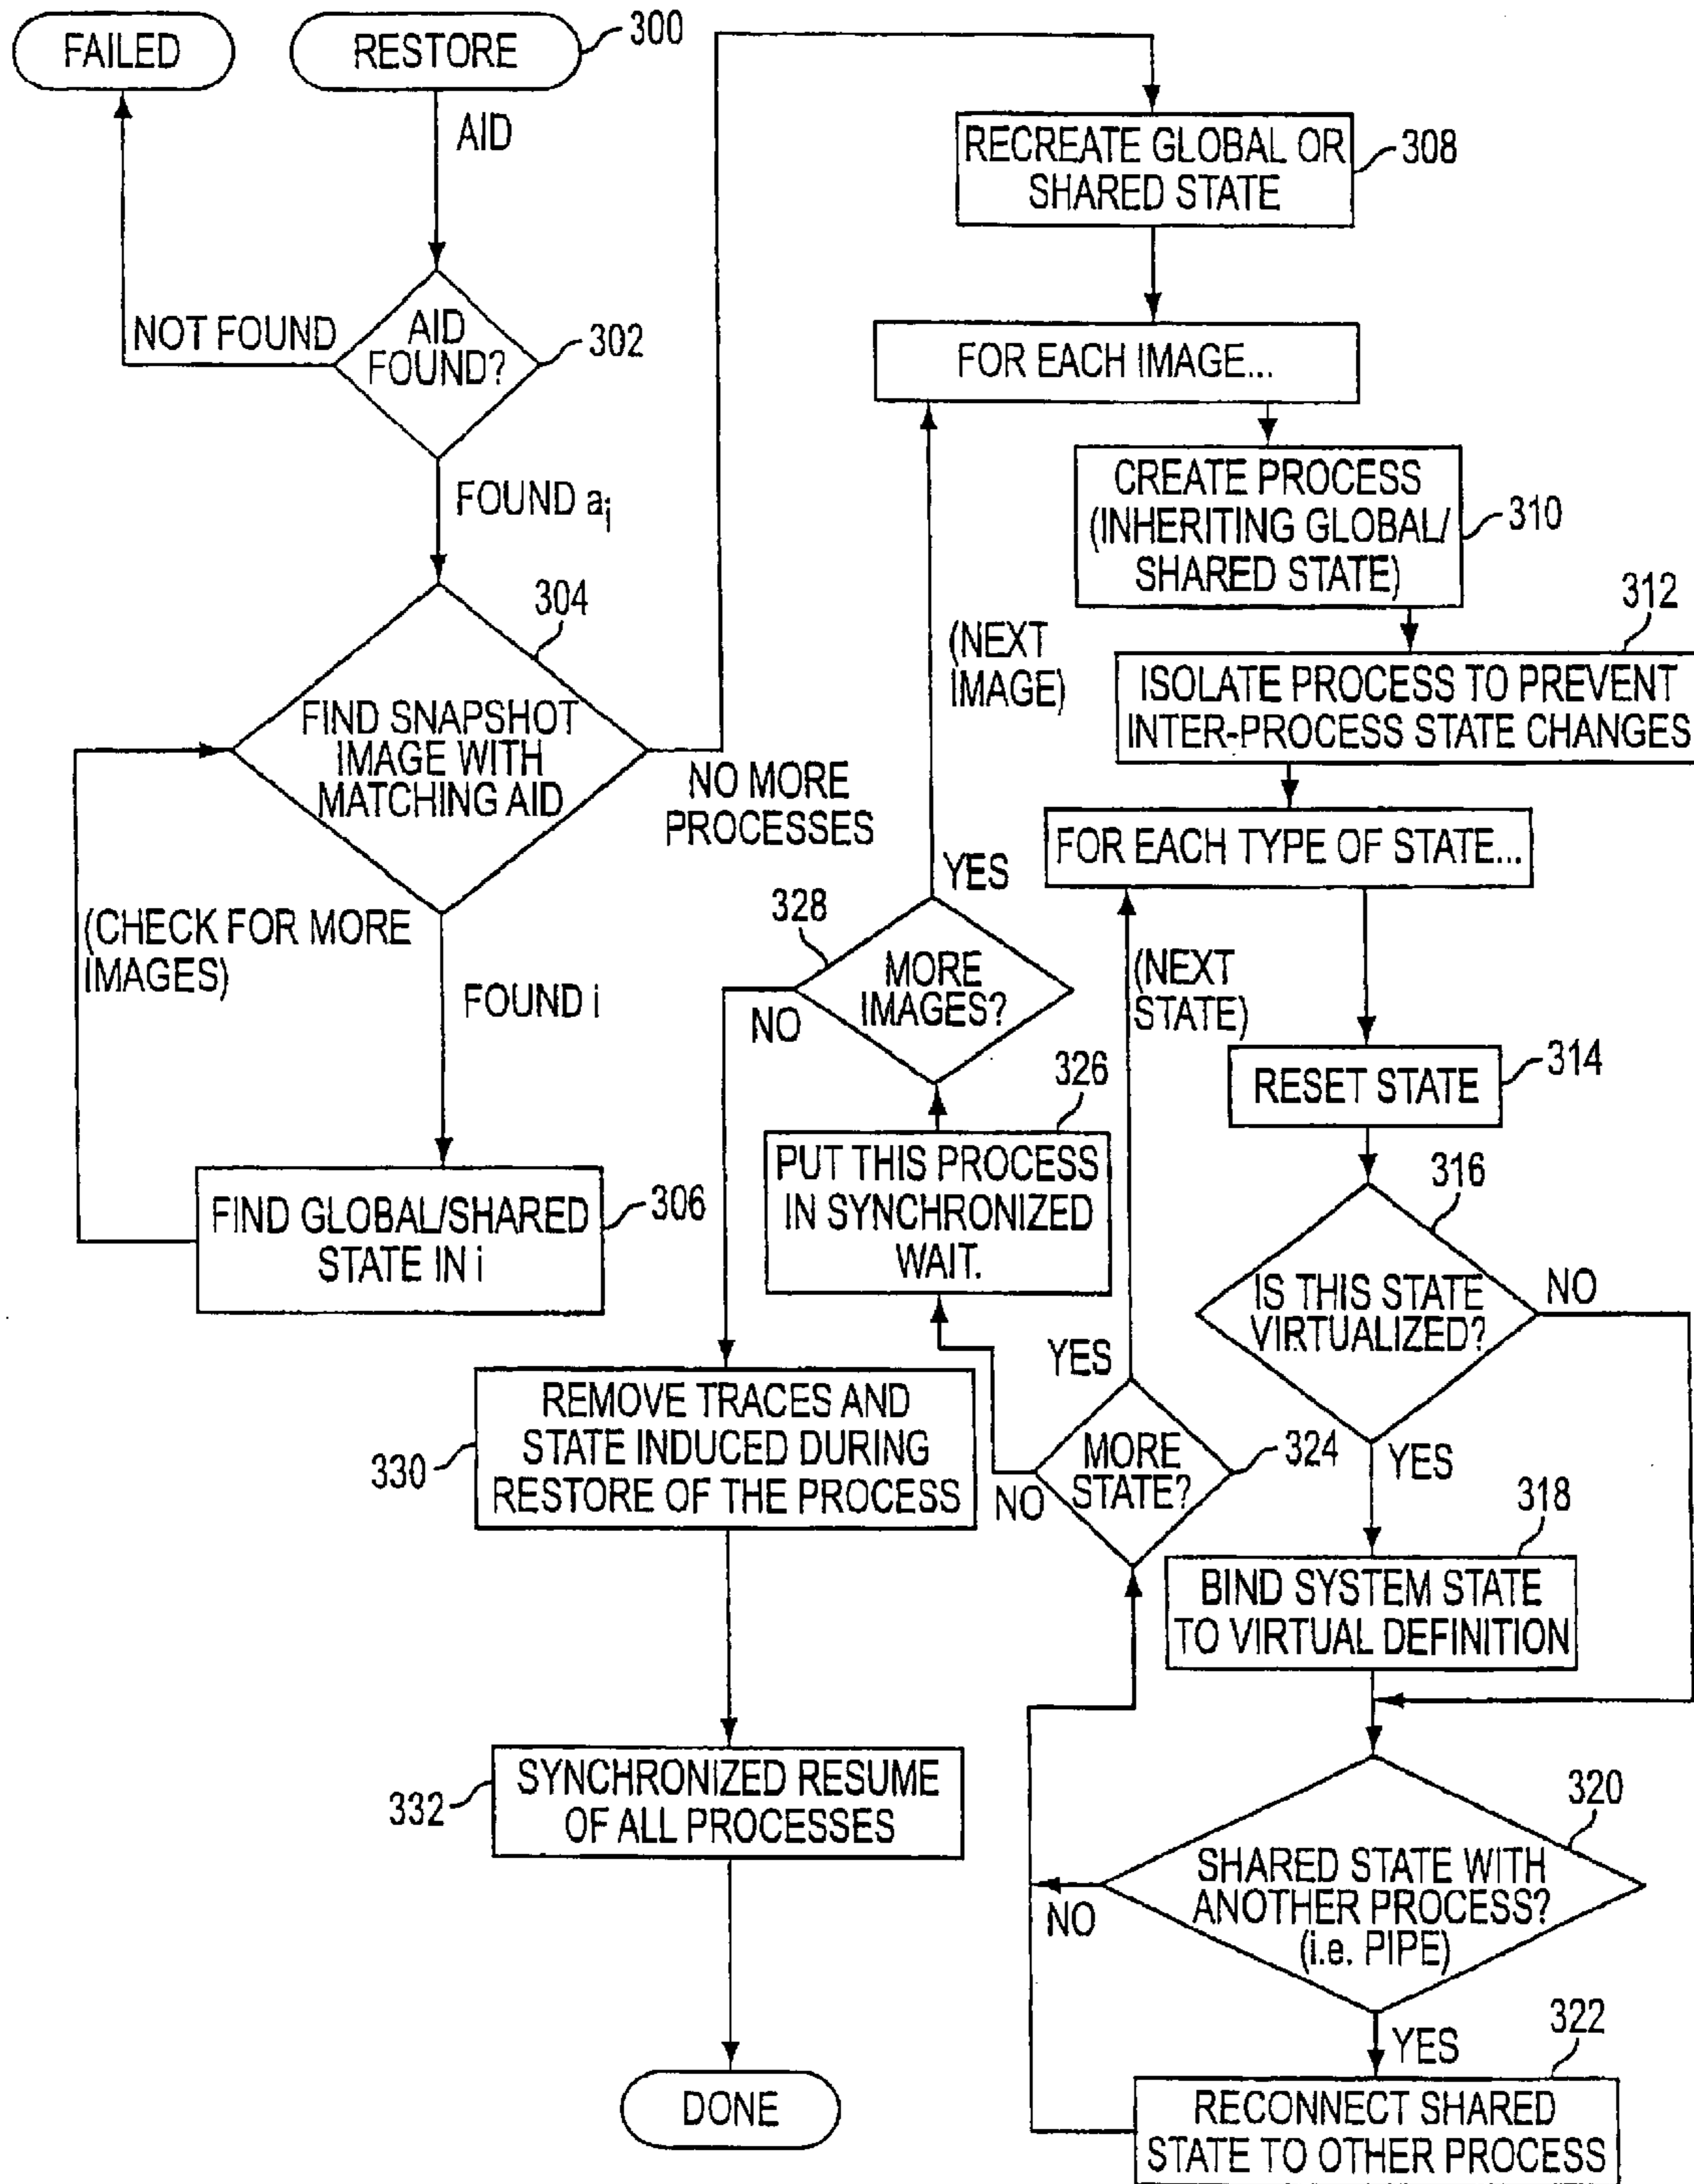 FAILED
RESTORE
300
AID
NOT FOUND
AID
FOUND?
302
FOUND ai
304
FIND SNAPSHOT
IMAGE WITH
MATCHING AID
NO MORE
PROCESSES
(CHECK FOR MORE
IMAGES)
FOUND i
FIND GLOBAL/SHARED
STATE IN i
306
RECREATE GLOBAL OR
SHARED STATE
308
FOR EACH IMAGE...
CREATE PROCESS
(INHERITING GLOBAL/
SHARED STATE)
310
312
ISOLATE PROCESS TO PREVENT
INTER-PROCESS STATE CHANGES
FOR EACH TYPE OF STATE...
(NEXT
IMAGE)
YES
328
MORE
IMAGES?
NO
(NEXT
STATE)
RESET STATE
314
326
PUT THIS PROCESS
IN SYNCHRONIZED
WAIT.
316
IS THIS STATE
VIRTUALIZED?
NO
YES
YES
MORE
STATE?
324
NO
318
BIND SYSTEM STATE
TO VIRTUAL DEFINITION
REMOVE TRACES AND
STATE INDUCED DURING
RESTORE OF THE PROCESS
330
SYNCHRONIZED RESUME
OF ALL PROCESSES
332
320
SHARED STATE WITH
ANOTHER PROCESS?
(i.e. PIPE)
NO
YES
322
RECONNECT SHARED
STATE TO OTHER PROCESS
DONE